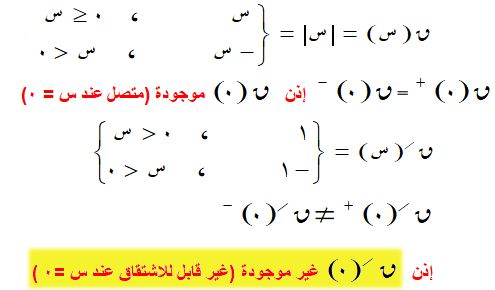 ق (س) = |س| = { س ، ٠ ≤ س
- س ، س < ٠
ق (٠)⁺ = ق (٠)⁻ إذن ق (٠) موجودة (متصل عند س = ٠)
قَ (س) = { ١ ، ٠ < س
-١ ، س < ٠ }
قَ (٠)⁺ ≠ قَ (٠)⁻
إذن قَ (٠) غير موجودة (غير قابل للاشتقاق عند س = ٠)